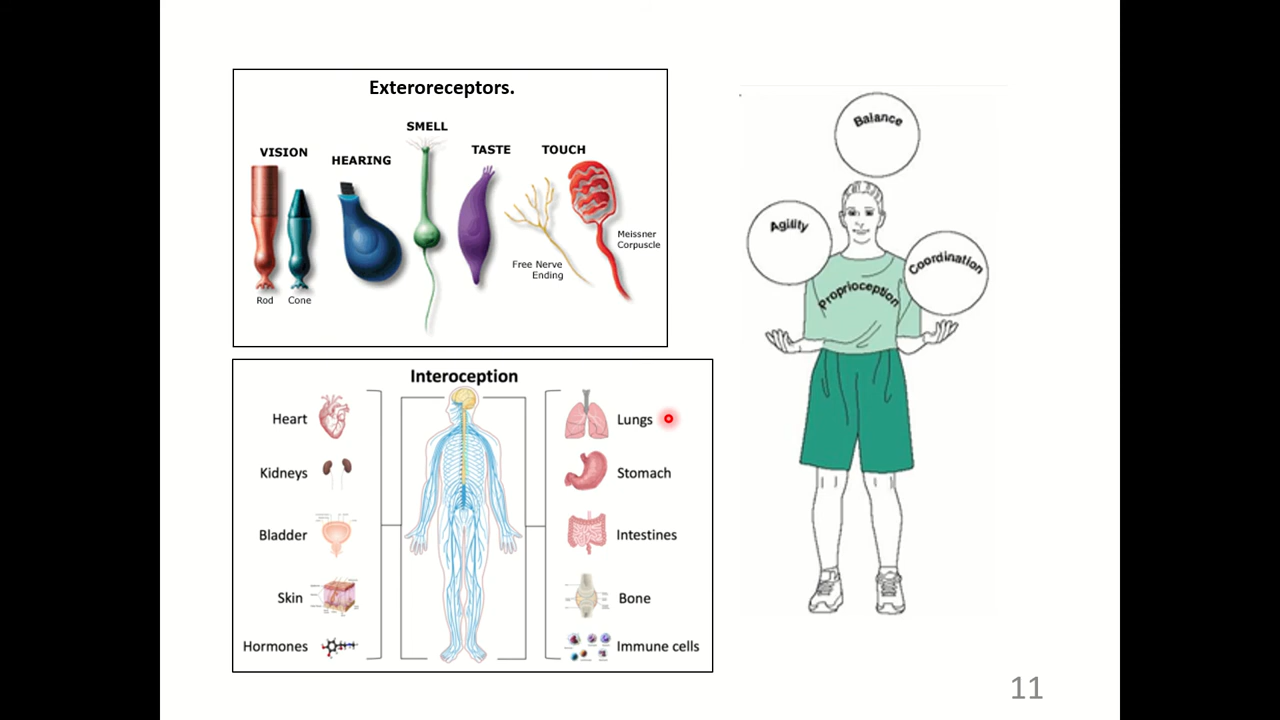 Exteroreceptors.
VISION
HEARING
SMELL
TASTE
TOUCH
Rod
Cone
Free Nerve
Ending
Meissner
Corpuscle
Interoception
Heart
Kidneys
Bladder
Skin
Hormones
Lungs
Stomach
Intestines
Bone
Immune cells
Balance
Agility
Coordination
Proprioception
11